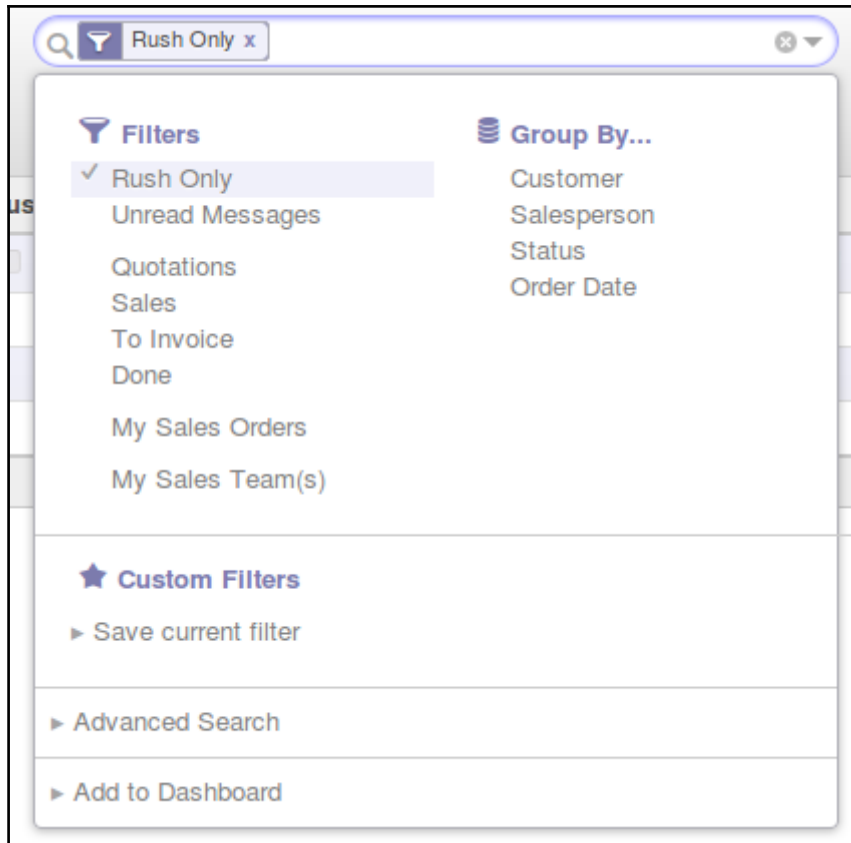 Rush Only x
Filters
Rush Only
Unread Messages
Quotations
Sales
To Invoice
Done
My Sales Orders
My Sales Team(s)
Group By...
Customer
Salesperson
Status
Order Date
us
Custom Filters
Save current filter
Advanced Search
Add to Dashboard